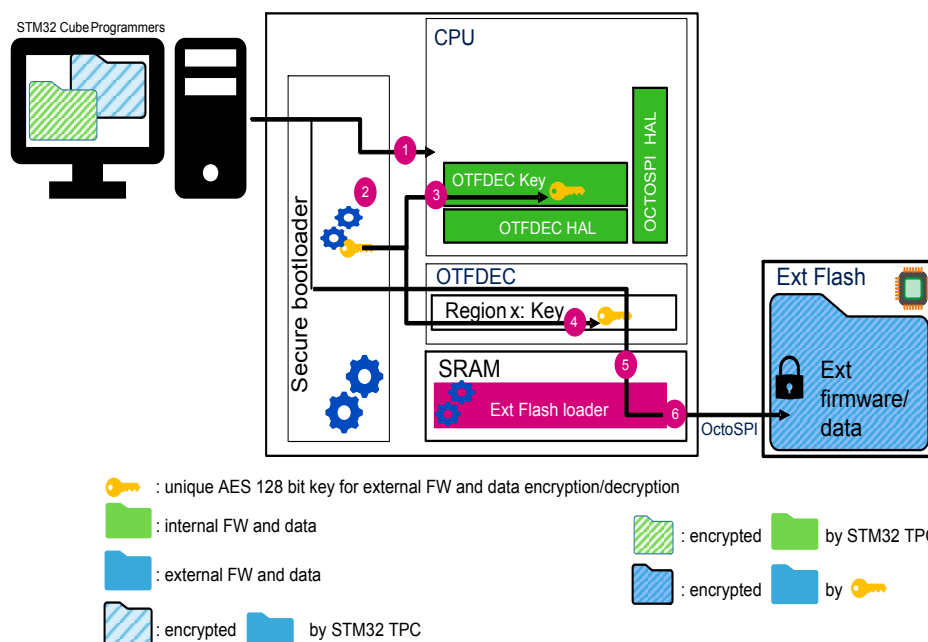 STM32 Cube Programmers
CPU
Secure bootloader
1
2
3
OTFDEC Key
OCTOSPI HAL
OTFDEC HAL
OTFDEC
Region x: Key
4
5
SRAM
Ext Flash loader
6
OctoSPI
Ext Flash
Ext
firmware/
data
: unique AES 128 bit key for external FW and data encryption/decryption
: internal FW and data
: encrypted by STM32 TPC
: external FW and data
: encrypted by
: encrypted by STM32 TPC